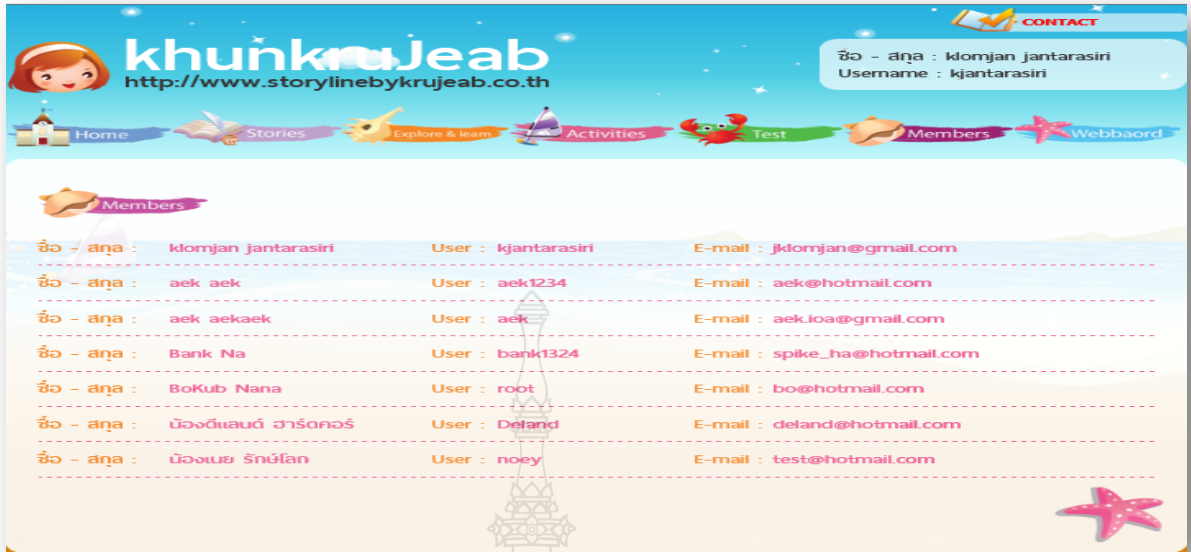 CONTACT
khunkruJeab
http://www.storylinebykrujeab.co.th
ชื่อ - สกุล : klomjan jantarasiri
Username : kjantarasiri
Home Stories Explore & learn Activities Test Members Webbaord
Members
ชื่อ - สกุล : klomjan jantarasiri User : kjantarasiri E-mail : jklomjan@gmail.com
ชื่อ - สกุล : aek aek User : aek1234 E-mail : aek@hotmail.com
ชื่อ - สกุล : aek aekaek User : aek E-mail : aek.ioa@gmail.com
ชื่อ - สกุล : Bank Na User : bank1324 E-mail : spike_ha@hotmail.com
ชื่อ - สกุล : BoKub Nana User : root E-mail : bo@hotmail.com
ชื่อ - สกุล : น้องดีแลนด์ ฮาร์ดคอร์ User : Deland E-mail : deland@hotmail.com
ชื่อ - สกุล : น้องเนย รักษ์โลก User : noey E-mail : test@hotmail.com